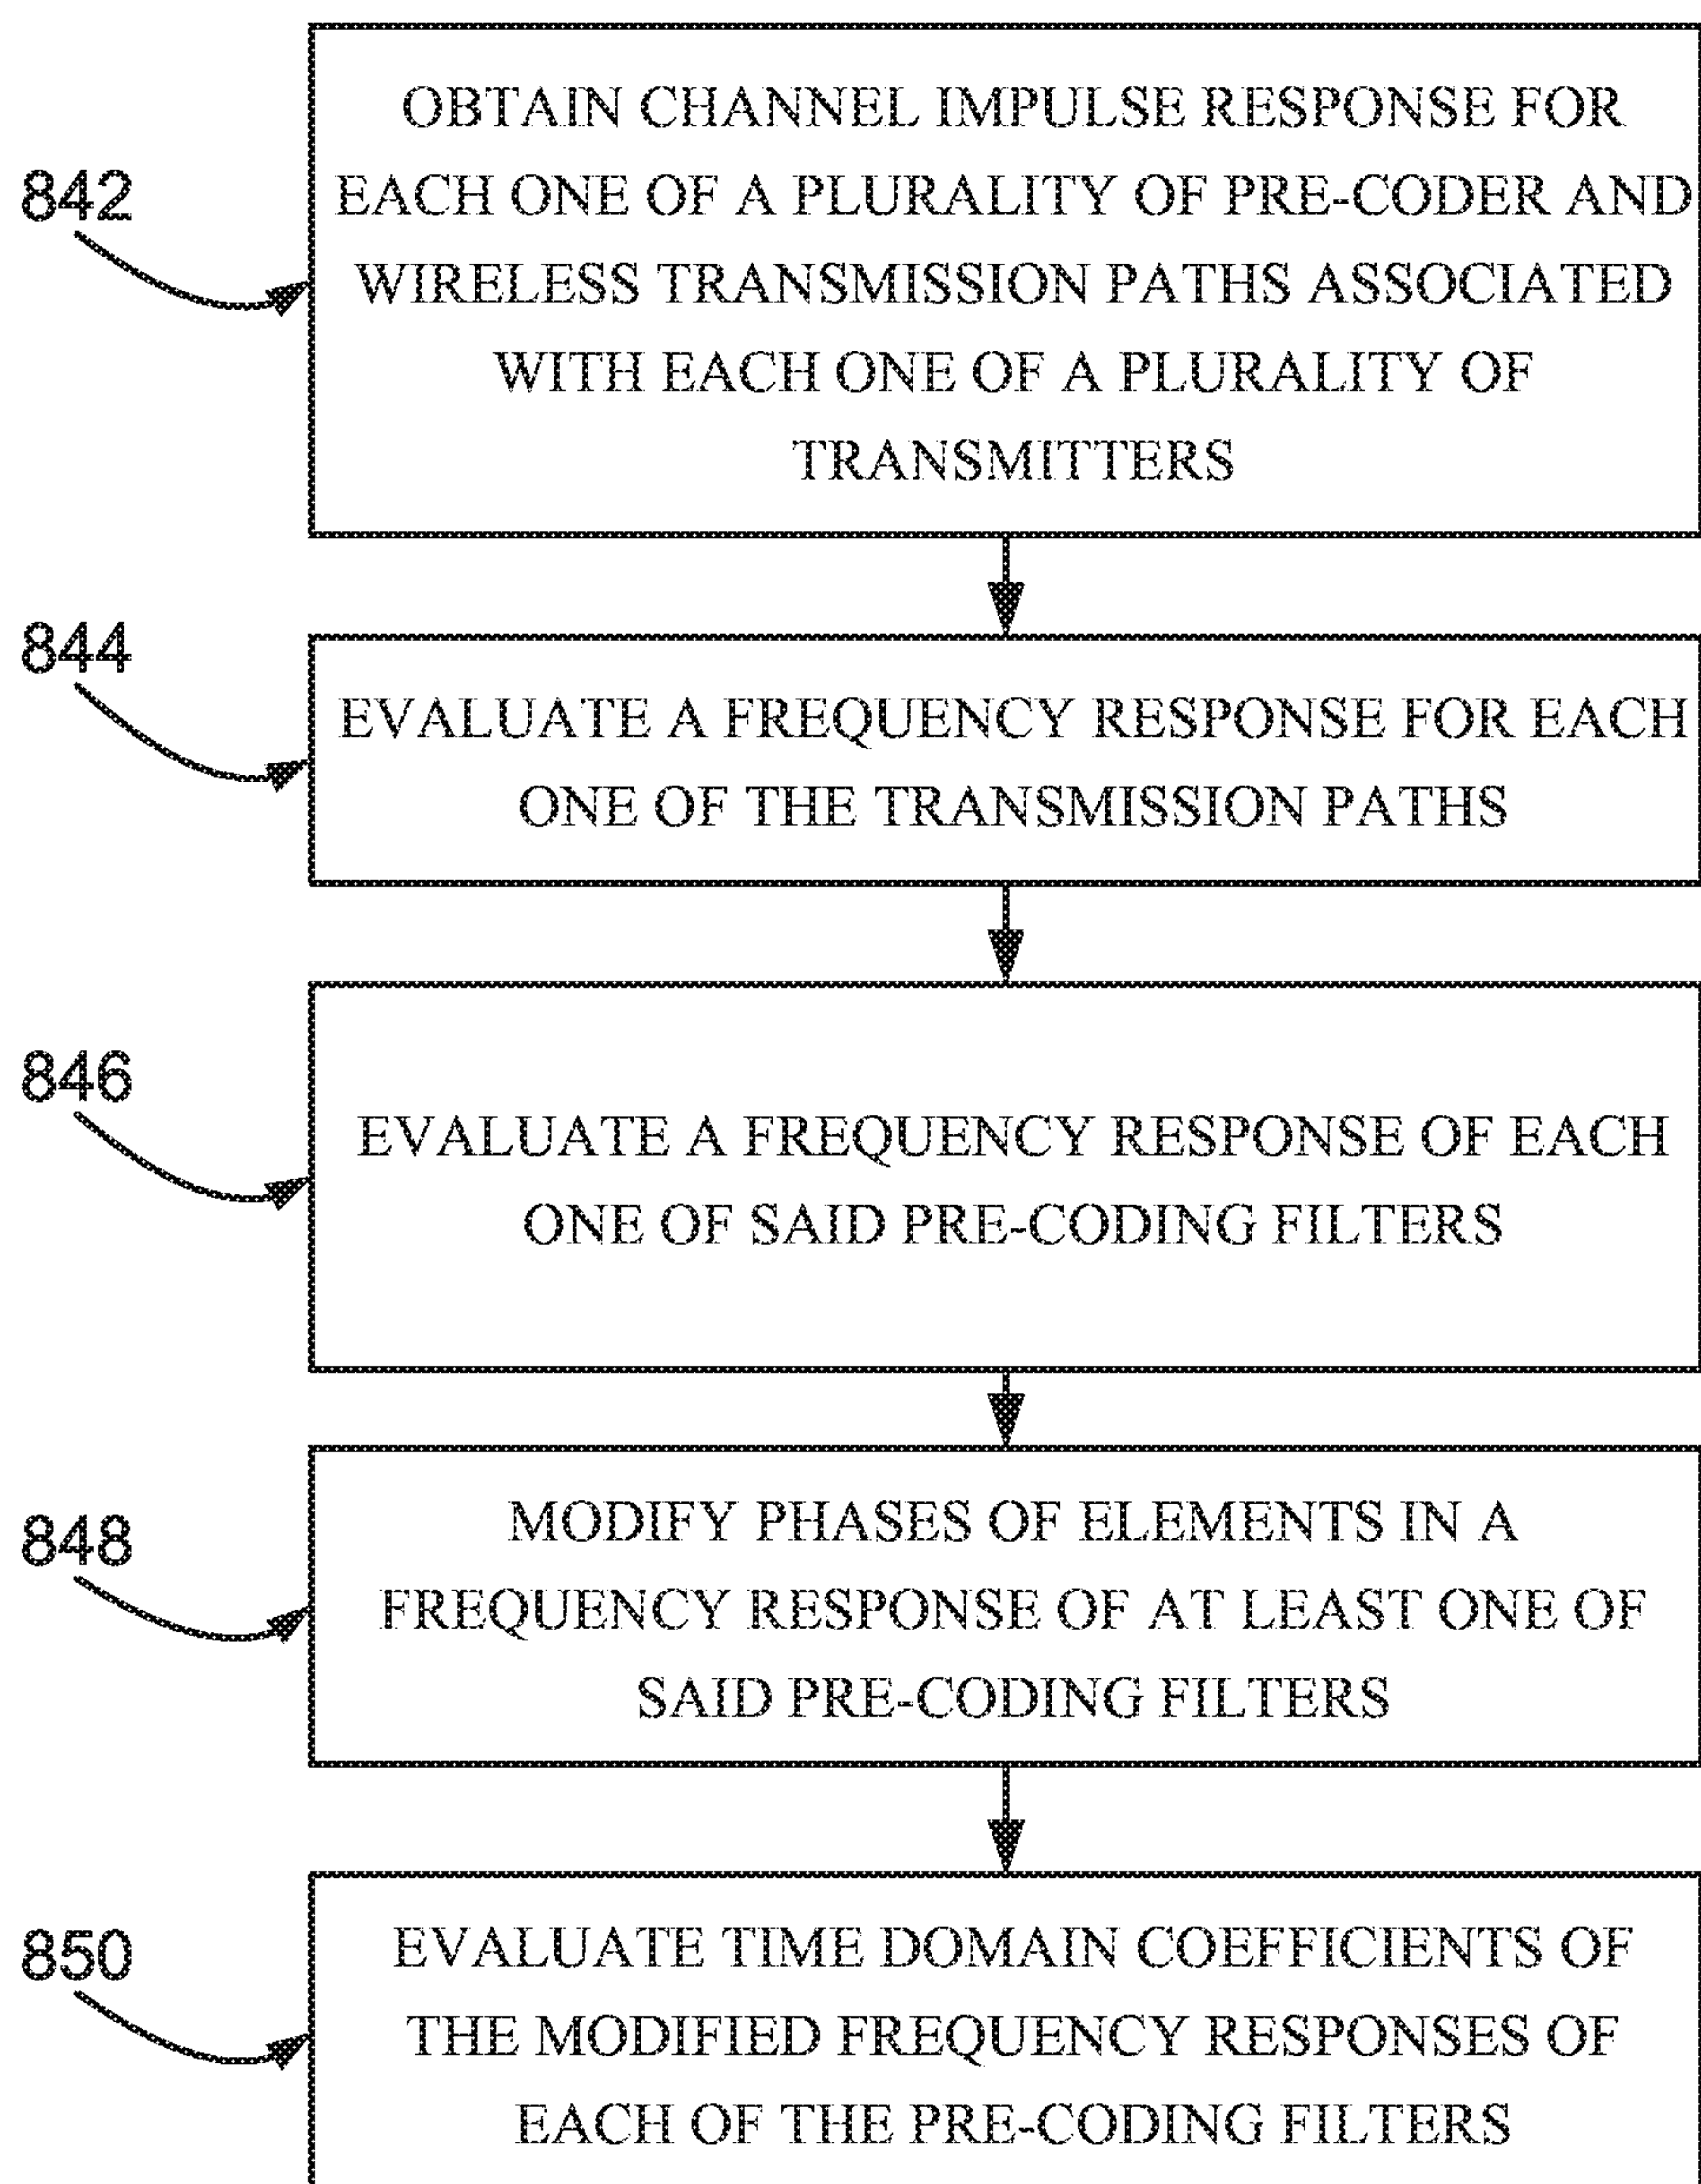 842
OBTAIN CHANNEL IMPULSE RESPONSE FOR
EACH ONE OF A PLURALITY OF PRE-CODER AND
WIRELESS TRANSMISSION PATHS ASSOCIATED
WITH EACH ONE OF A PLURALITY OF
TRANSMITTERS
844
EVALUATE A FREQUENCY RESPONSE FOR EACH
ONE OF THE TRANSMISSION PATHS
846
EVALUATE A FREQUENCY RESPONSE OF EACH
ONE OF SAID PRE-CODING FILTERS
848
MODIFY PHASES OF ELEMENTS IN A
FREQUENCY RESPONSE OF AT LEAST ONE OF
SAID PRE-CODING FILTERS
850
EVALUATE TIME DOMAIN COEFFICIENTS OF
THE MODIFIED FREQUENCY RESPONSES OF
EACH OF THE PRE-CODING FILTERS